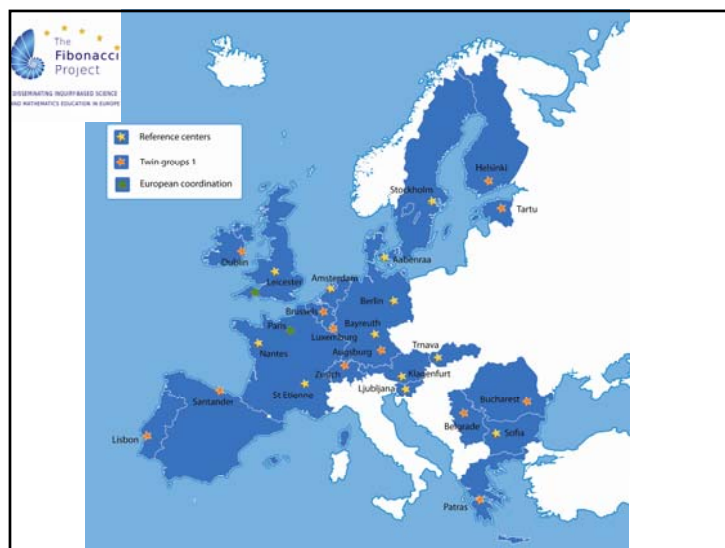 The
Fibonacci
Project
DISSEMINATING INQUIRY-BASED SCIENCE
AND MATHEMATICS EDUCATION IN EUROPE
Reference centers
Twin groups 1
European coordination
Helsinki
Stockholm
Tartu
Dublin
Aabenraa
Leicester
Amsterdam
Berlin
Brussels
Paris
Bayreuth
Luxemburg
Nantes
Augsburg
Trnava
Zurich
Klagenfurt
St Etienne
Ljubljana
Santander
Bucharest
Belgrade
Sofia
Lisbon
Patras